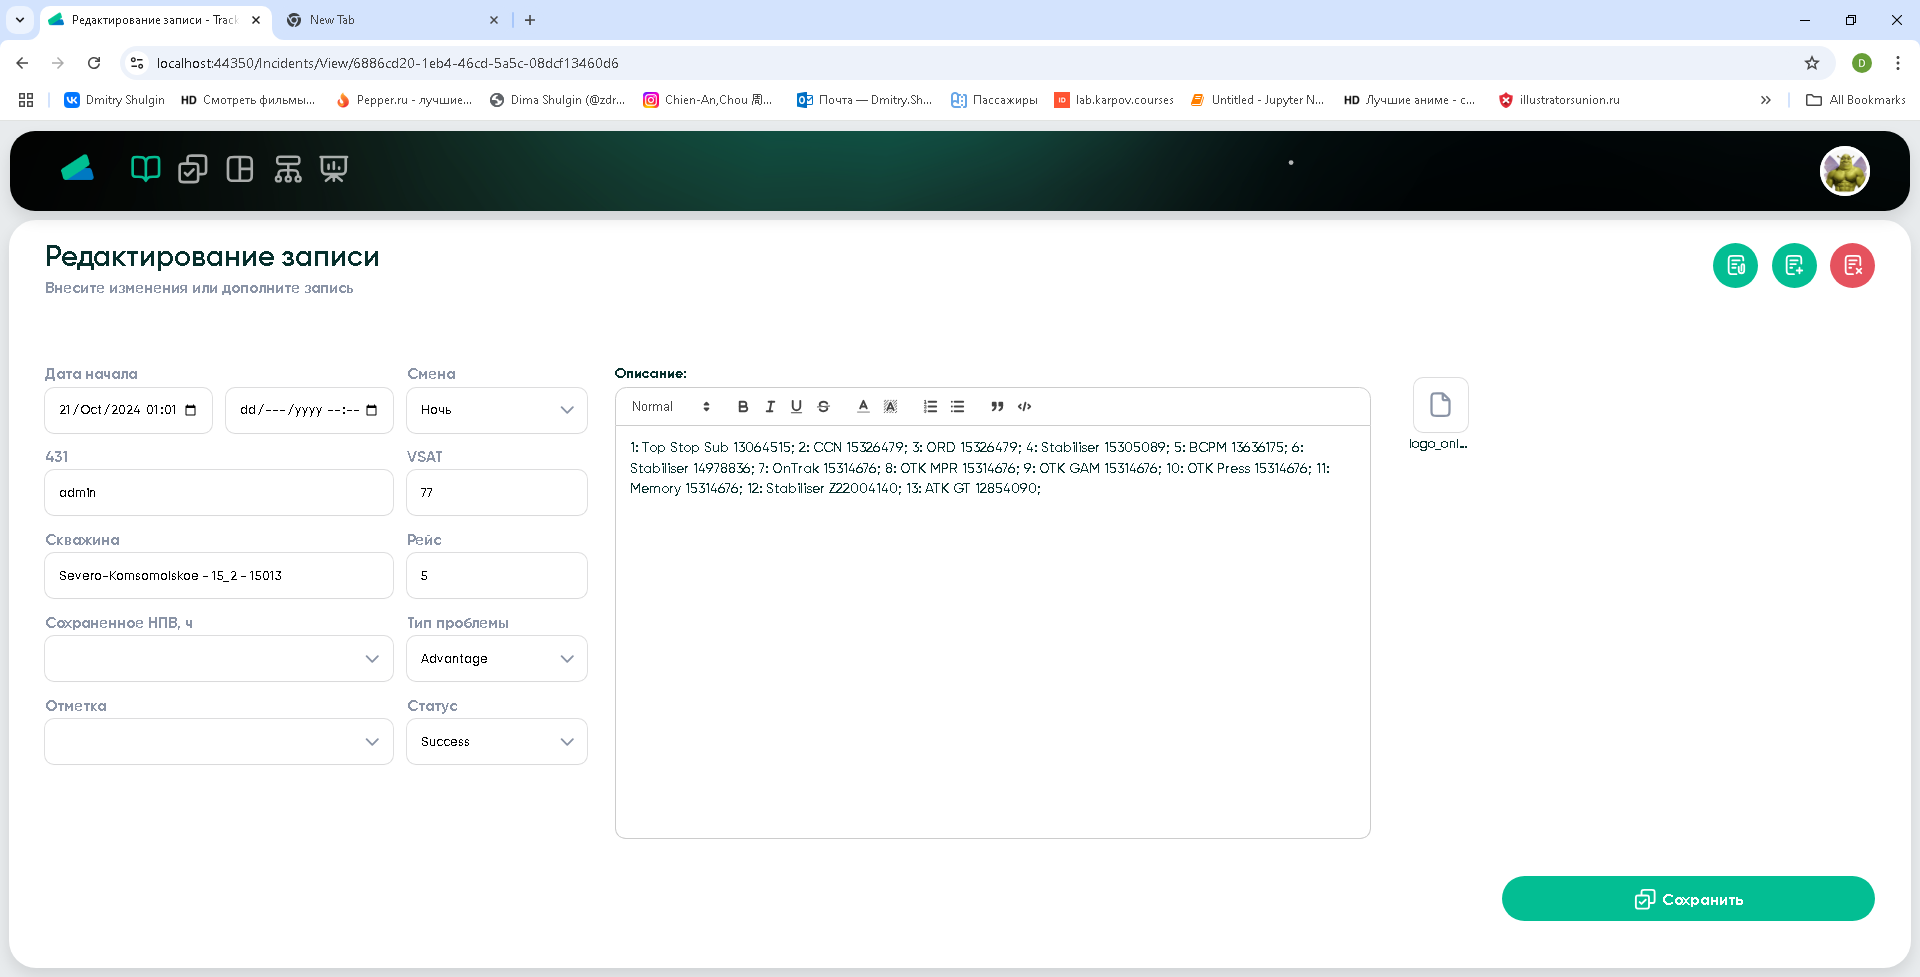 Редактирование записи - Track
New Tab
localhost:44350/Incidents/View/6886cd20-1eb4-46cd-5a5c-08dcf13460d6
D
Dmitry Shulgin
HD Смотреть фильмы...
Pepper.ru - лучшие...
Dima Shulgin (@zdr...
Chien-An,Chou 周...
Почта — Dmitry.Sh...
Пассажиры
lab.karpov.courses
Untitled - Jupyter N...
HD Лучшие аниме - с...
illustratorsunion.ru
All Bookmarks
Редактирование записи
Внесите изменения или дополните запись
Дата начала
Смена
21/Oct/2024 01:01
dd/---/yyyy --:--
Ночь
431
VSAT
admin
77
Скважина
Рейс
Severo-Komsomolskoe - 15_2 - 15013
5
Сохраненное НПВ, ч
Тип проблемы
Advantage
Отметка
Статус
Success
Описание:
Normal
1: Top Stop Sub 13064515; 2: CCN 15326479; 3: ORD 15326479; 4: Stabiliser 15305089; 5: BCPM 13636175; 6:
Stabiliser 14978836; 7: OnTrak 15314676; 8: OTK MPR 15314676; 9: OTK GAM 15314676; 10: OTK Press 15314676; 11:
Memory 15314676; 12: Stabiliser Z22004140; 13: ATK GT 12854090;
logo_onl...
Сохранить